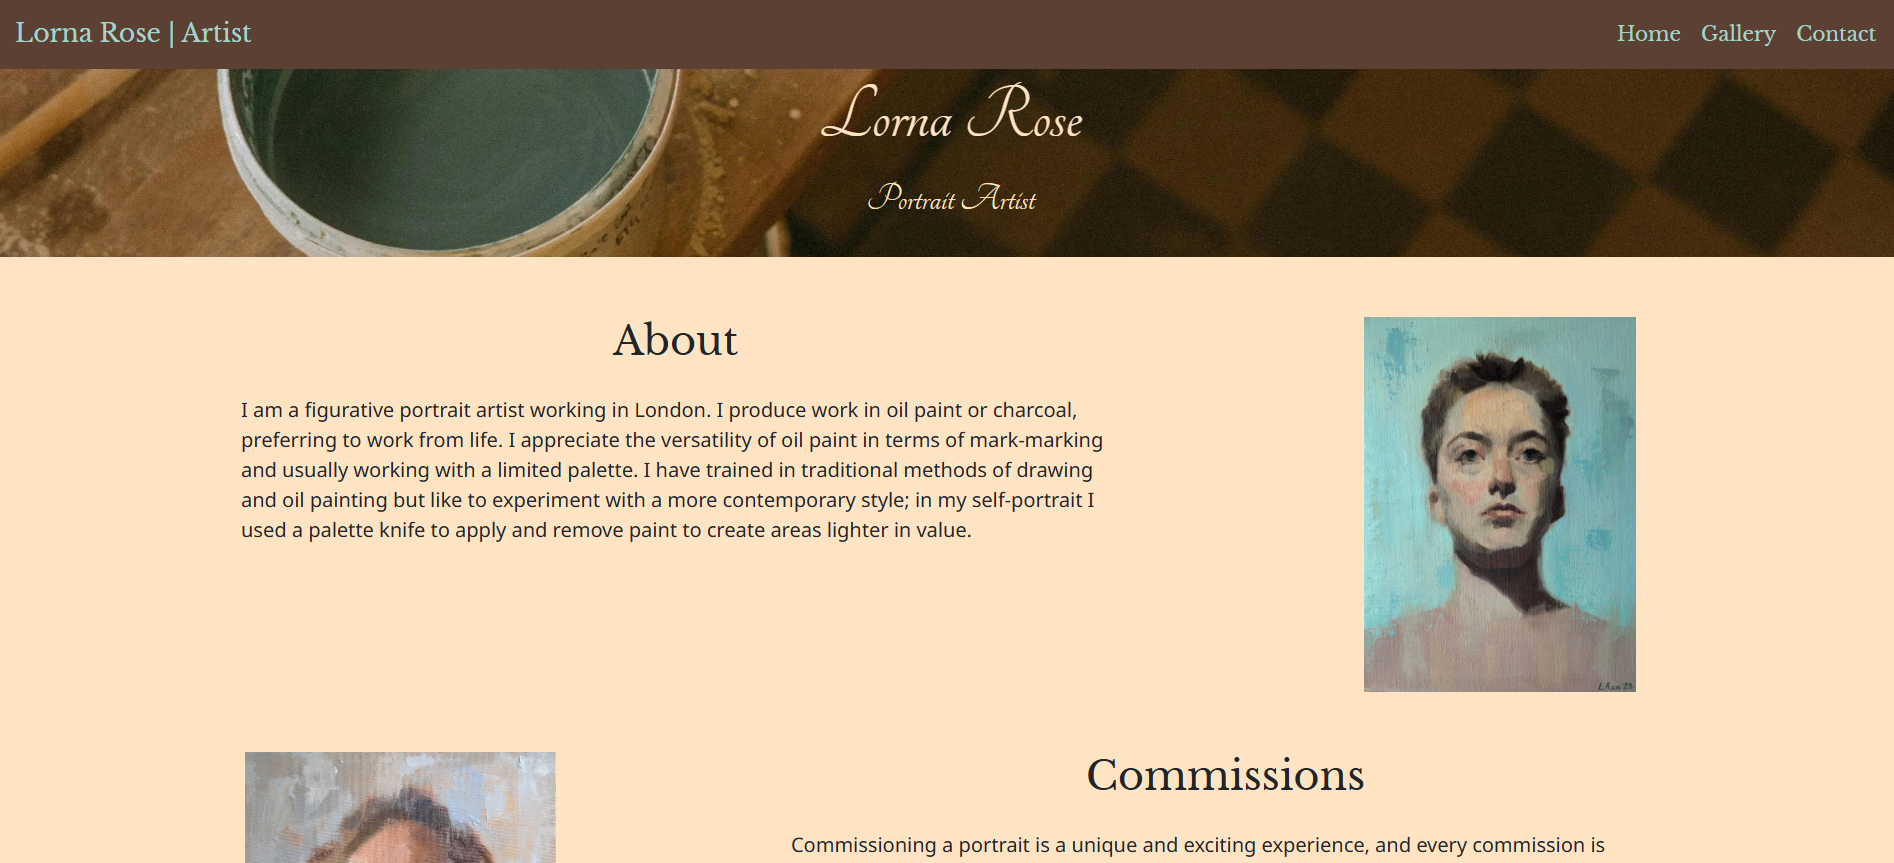 Lorna Rose | Artist
Home Gallery Contact
Lorna Rose
Portrait Artist
About
I am a figurative portrait artist working in London. I produce work in oil paint or charcoal,
preferring to work from life. I appreciate the versatility of oil paint in terms of mark-marking
and usually working with a limited palette. I have trained in traditional methods of drawing
and oil painting but like to experiment with a more contemporary style; in my self-portrait I
used a palette knife to apply and remove paint to create areas lighter in value.
Commissions
Commissioning a portrait is a unique and exciting experience, and every commission is